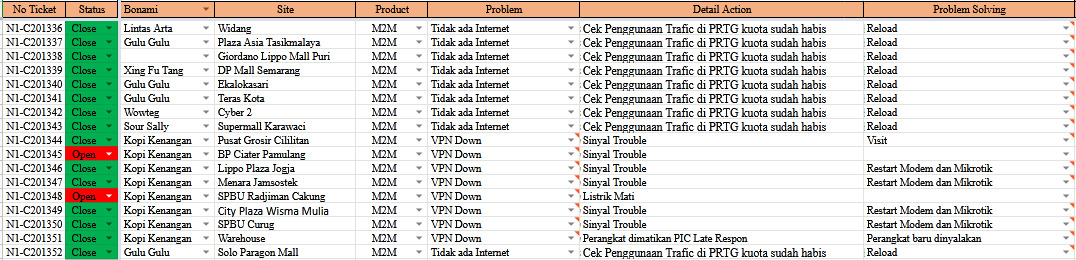 No Ticket Status Bonami Site Product Problem Detail Action Problem Solving
N1-C201336 Close Lintas Arta Widang M2M Tidak ada Internet Cek Penggunaan Trafic di PRTG kuota sudah habis Reload
N1-C201337 Close Gulu Gulu Plaza Asia Tasikmalaya M2M Tidak ada Internet Cek Penggunaan Trafic di PRTG kuota sudah habis Reload
N1-C201338 Close Giordano Lippo Mall Puri M2M Tidak ada Internet Cek Penggunaan Trafic di PRTG kuota sudah habis Reload
N1-C201339 Close Xing Fu Tang DP Mall Semarang M2M Tidak ada Internet Cek Penggunaan Trafic di PRTG kuota sudah habis Reload
N1-C201340 Close Gulu Gulu Ekalokasari M2M Tidak ada Internet Cek Penggunaan Trafic di PRTG kuota sudah habis Reload
N1-C201341 Close Gulu Gulu Teras Kota M2M Tidak ada Internet Cek Penggunaan Trafic di PRTG kuota sudah habis Reload
N1-C201342 Close Wowteg Cyber 2 M2M Tidak ada Internet Cek Penggunaan Trafic di PRTG kuota sudah habis Reload
N1-C201343 Close Sour Sally Supermall Karawaci M2M Tidak ada Internet Cek Penggunaan Trafic di PRTG kuota sudah habis Reload
N1-C201344 Close Kopi Kenangan Pusat Grosir Cililitan M2M VPN Down Sinyal Trouble Visit
N1-C201345 Open Kopi Kenangan BP Ciater Pamulang M2M VPN Down Sinyal Trouble
N1-C201346 Close Kopi Kenangan Lippo Plaza Jogja M2M VPN Down Sinyal Trouble Restart Modem dan Mikrotik
N1-C201347 Close Kopi Kenangan Menara Jamsostek M2M VPN Down Sinyal Trouble Restart Modem dan Mikrotik
N1-C201348 Open Kopi Kenangan SPBU Radjiman Cakung M2M VPN Down Listrik Mati
N1-C201349 Close Kopi Kenangan City Plaza Wisma Mulia M2M VPN Down Sinyal Trouble Restart Modem dan Mikrotik
N1-C201350 Close Kopi Kenangan SPBU Curug M2M VPN Down Sinyal Trouble Restart Modem dan Mikrotik
N1-C201351 Close Kopi Kenangan Warehouse M2M VPN Down Perangkat dimatikan PIC Late Respon Perangkat baru dinyalakan
N1-C201352 Close Gulu Gulu Solo Paragon Mall M2M Tidak ada Internet Cek Penggunaan Trafic di PRTG kuota sudah habis Reload